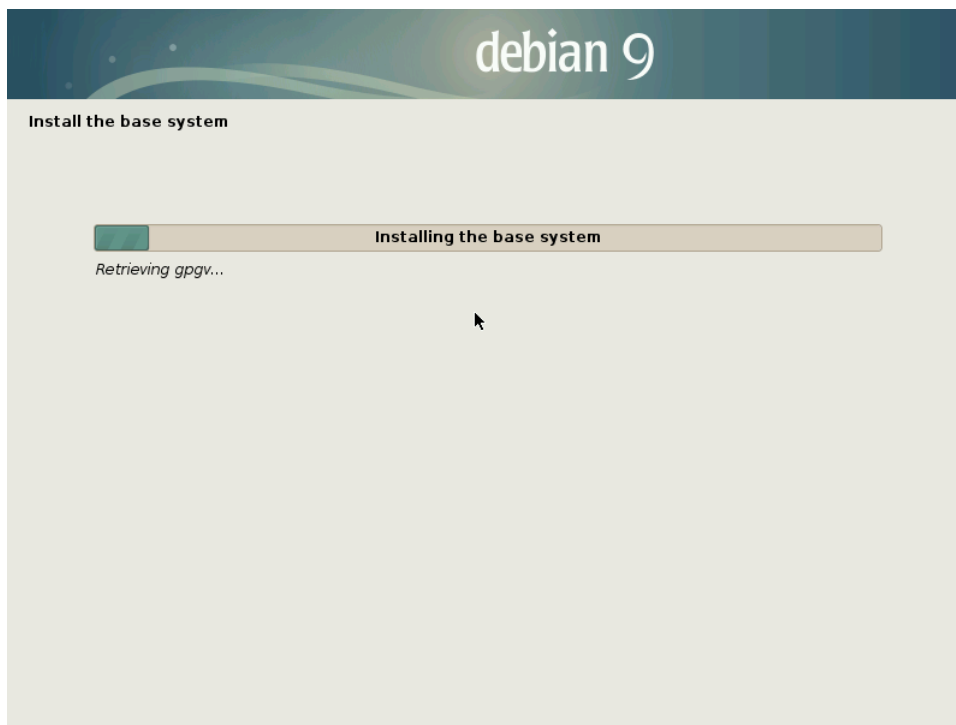 debian 9
Install the base system
Installing the base system
Retrieving gpgv...